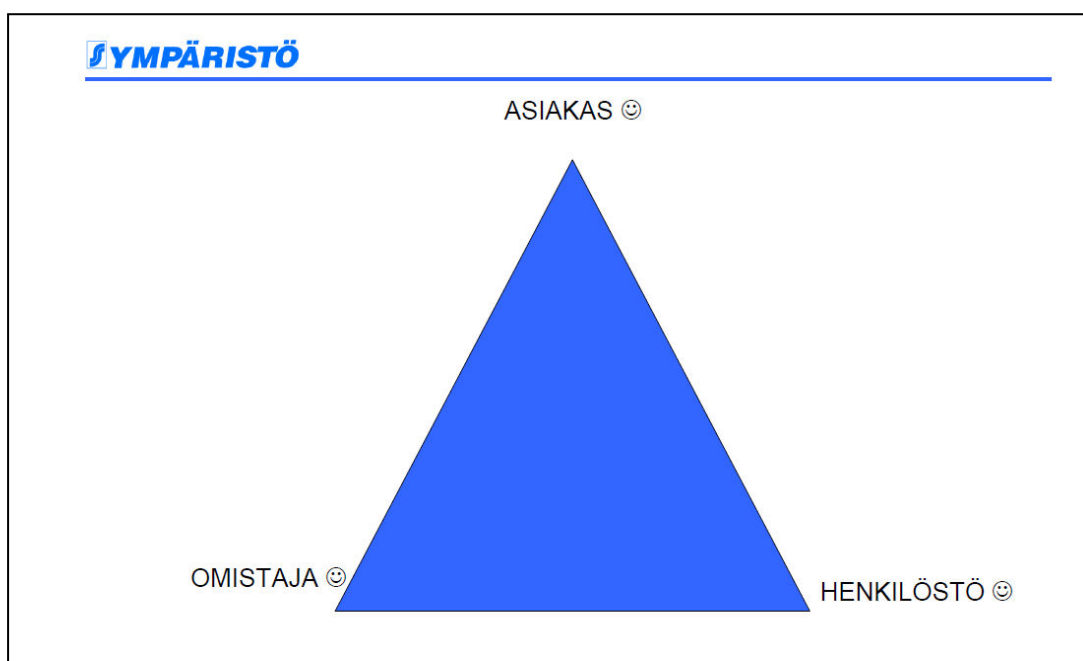 SYMPÄRISTÖ
ASIAKAS ☺
OMISTAJA ☺
HENKILÖSTÖ ☺